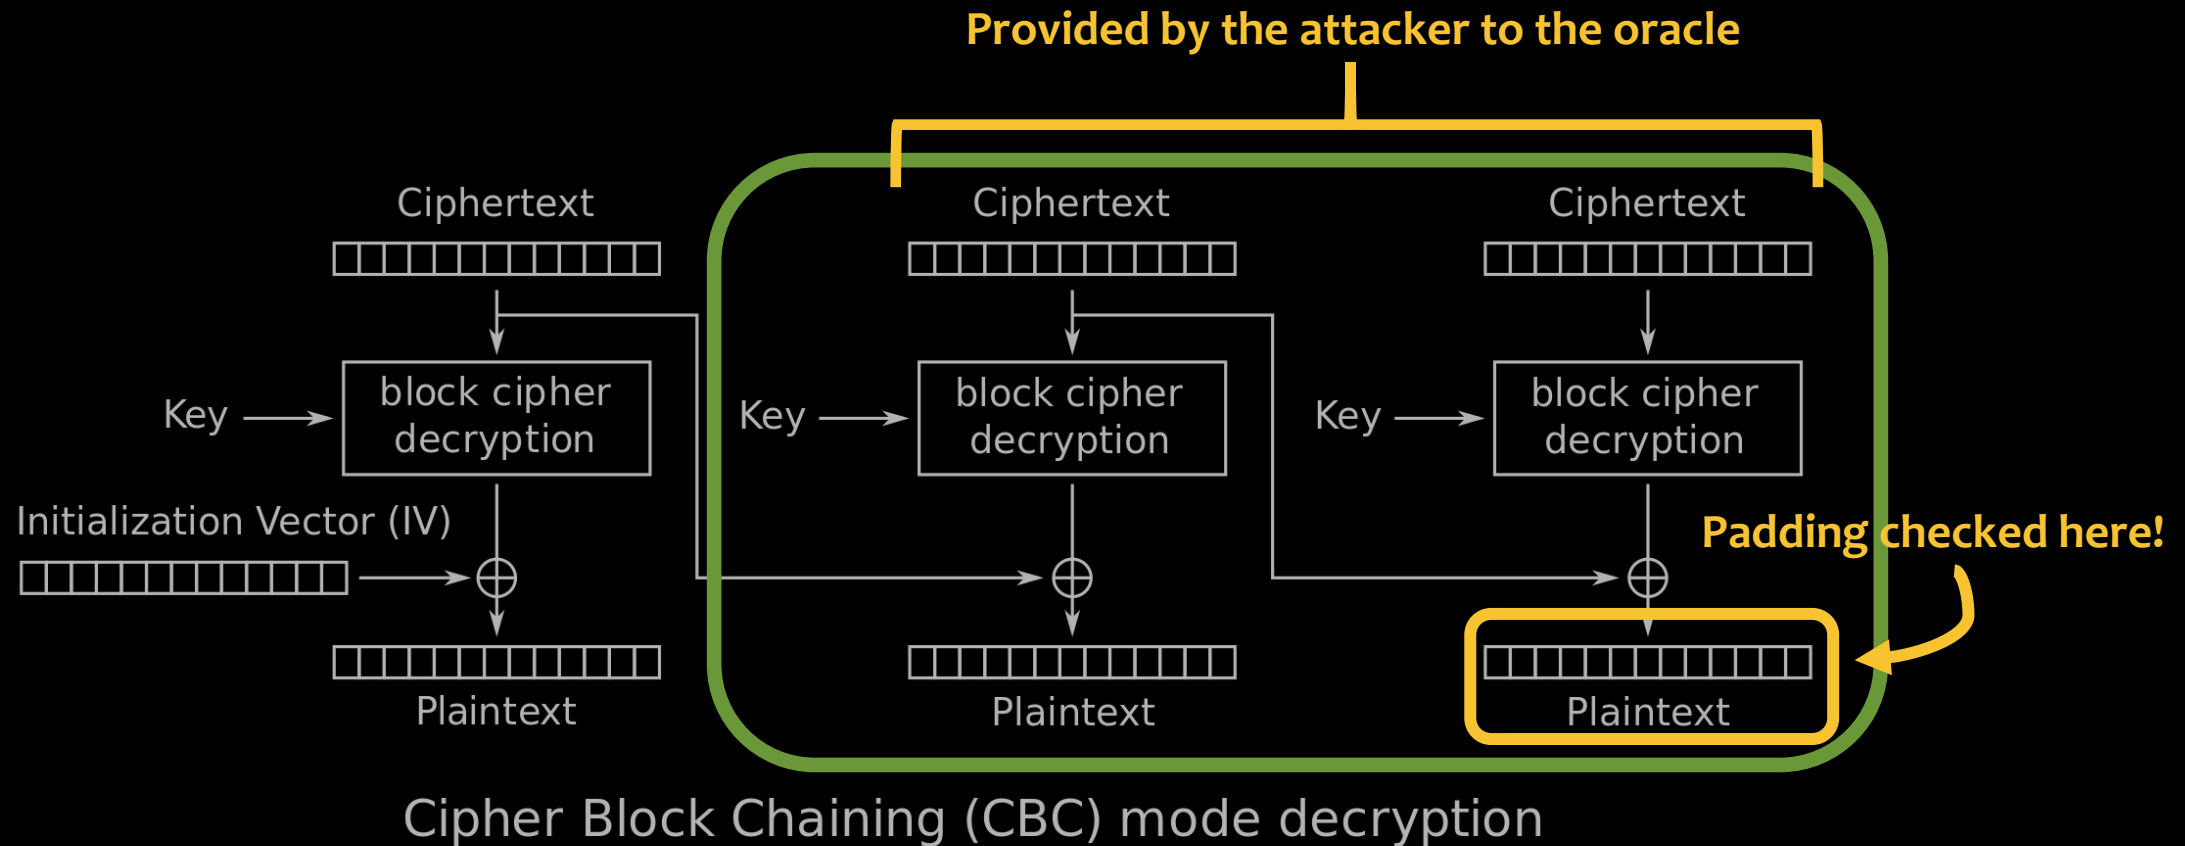 Provided by the attacker to the oracle
Ciphertext
Ciphertext
Ciphertext
Key
block cipher
decryption
Key
block cipher
decryption
Key
block cipher
decryption
Initialization Vector (IV)
Padding checked here!
Plaintext
Plaintext
Plaintext
Cipher Block Chaining (CBC) mode decryption